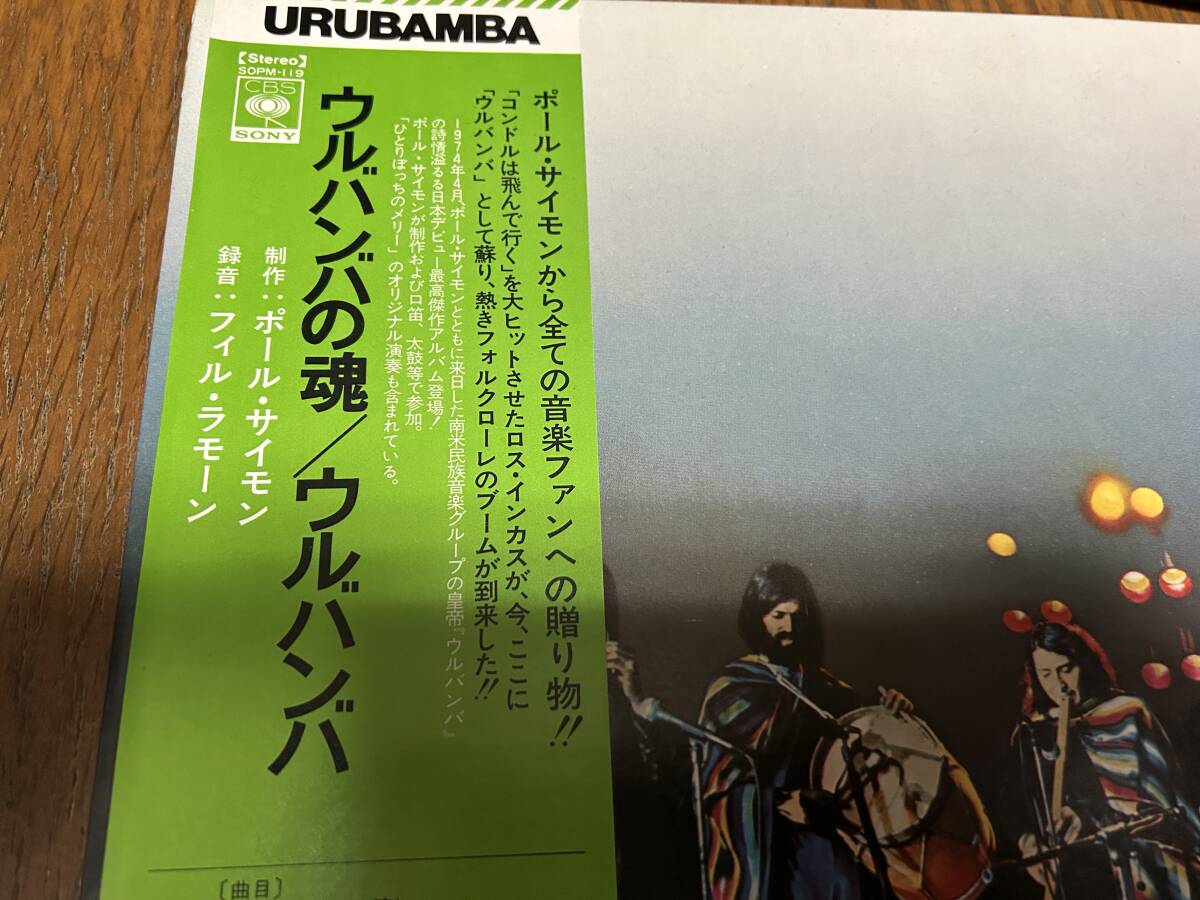 URUBAMBA
【Stereo】
SOPM-119
CBS
SONY
ポール・サイモンから全ての音楽ファンへの贈り物!!
「コンドルは飛んで行く」を大ヒットさせたロス・インカスが、今、ここに
「ウルバンバ」として蘇り、熱きフォルクローレのブームが到来した!!
1974年4月、ポール・サイモンとともに来日した南米民族音楽グループの皇帝『ウルバンバ』
の詩情溢るる日本デビュー最高傑作アルバム登場!
ポール・サイモンが制作および口笛、太鼓等で参加。
「ひとりぼっちのメリー」のオリジナル演奏も含まれている。
ウルバンバの魂/ウルバンバ
制作:ポール・サイモン
録音:フィル・ラモーン
〔曲目〕